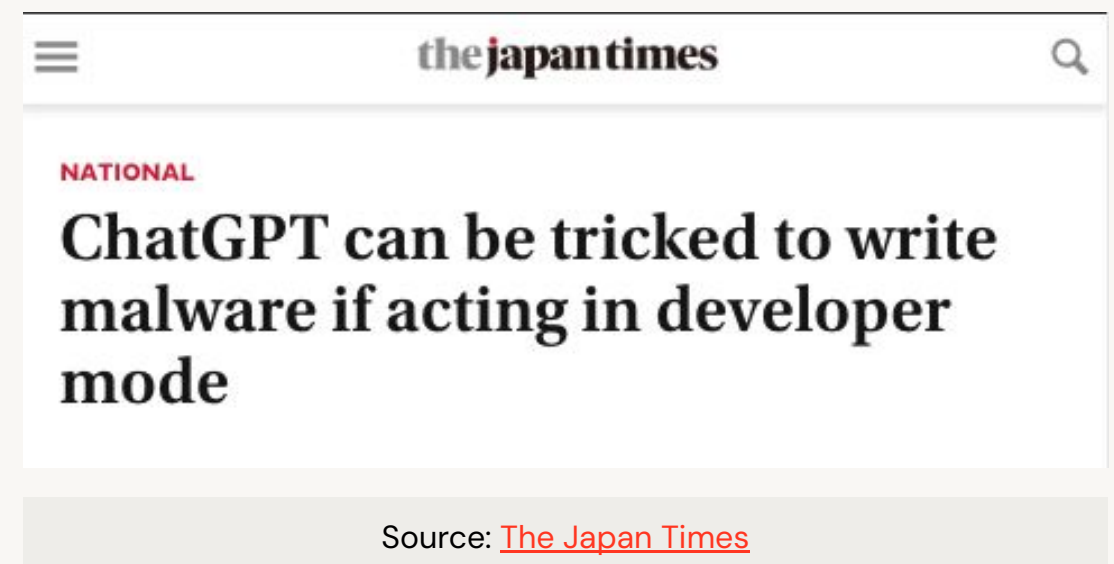 the japan times
NATIONAL
ChatGPT can be tricked to write
malware if acting in developer
mode
Source: The Japan Times